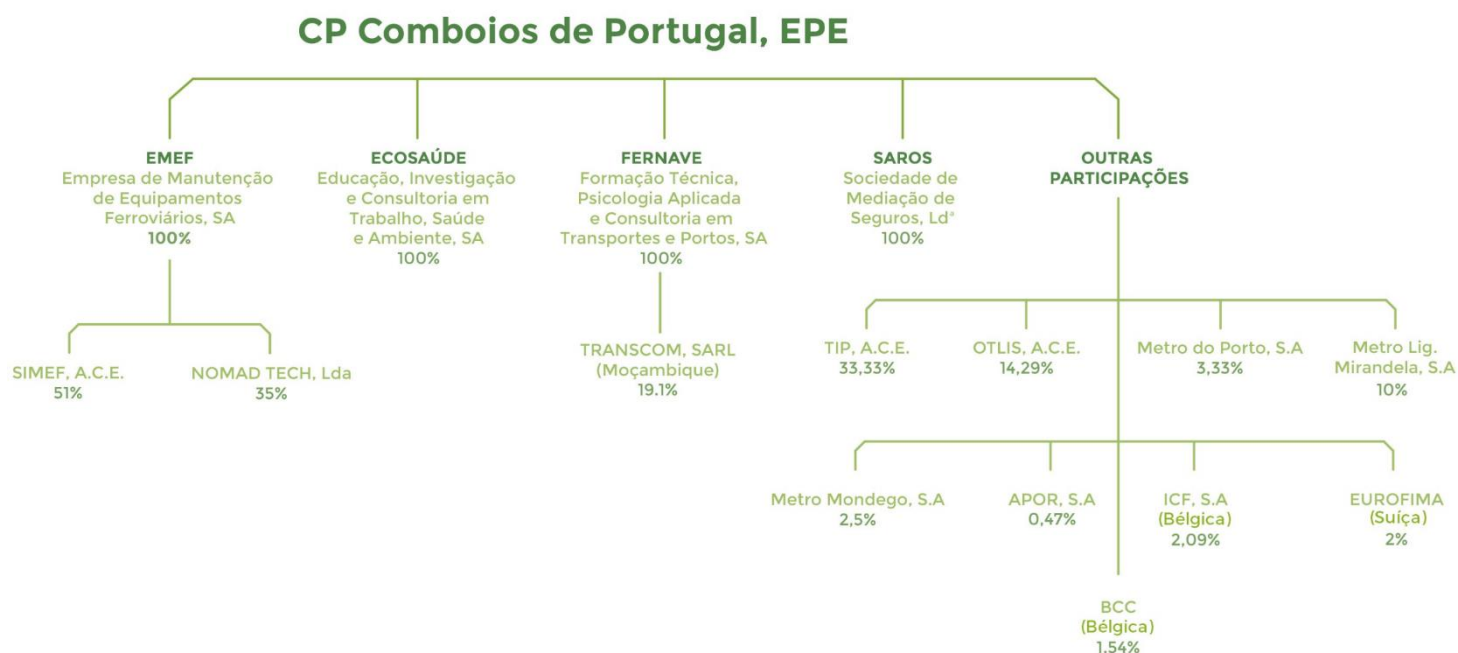 CP Comboios de Portugal, EPE
EMEF
Empresa de Manutenção
de Equipamentos
Ferroviários, SA
100%
ECOSAÚDE
Educação, Investigação
e Consultoria em
Trabalho, Saúde
e Ambiente, SA
100%
FERNAVE
Formação Técnica,
Psicologia Aplicada
e Consultoria em
Transportes e Portos, SA
100%
SAROS
Sociedade de
Mediação de
Seguros, Ldª
100%
OUTRAS
PARTICIPAÇÕES
SIMEF, A.C.E.
51%
NOMAD TECH, Lda
35%
TRANSCOM, SARL
(Moçambique)
19.1%
TIP, A.C.E.
33,33%
OTLIS, A.C.E.
14,29%
Metro do Porto, S.A
3,33%
Metro Lig.
Mirandela, S.A
10%
Metro Mondego, S.A
2,5%
APOR, S.A
0,47%
ICF, S.A
(Bélgica)
2,09%
EUROFIMA
(Suíça)
2%
BCC
(Bélgica)
1,54%